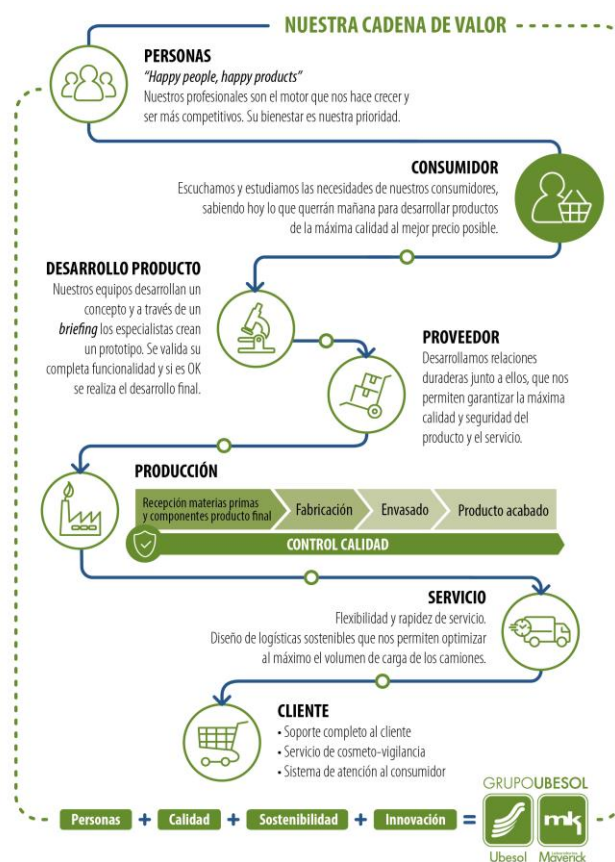 NUESTRA CADENA DE VALOR
PERSONAS
“Happy people, happy products”
Nuestros profesionales son el motor que nos hace crecer y
ser más competitivos. Su bienestar es nuestra prioridad.
CONSUMIDOR
Escuchamos y estudiamos las necesidades de nuestros consumidores,
sabiendo hoy lo que querrán mañana para desarrollar productos
de la máxima calidad al mejor precio posible.
DESARROLLO PRODUCTO
Nuestros equipos desarrollan un
concepto y a través de un
briefing los especialistas crean
un prototipo. Se valida su
completa funcionalidad y si es OK
se realiza el desarrollo final.
PROVEEDOR
Desarrollamos relaciones
duraderas junto a ellos, que nos
permiten garantizar la máxima
calidad y seguridad del
producto y el servicio.
PRODUCCIÓN
Recepción materias primas
y componentes producto final
Fabricación
Envasado
Producto acabado
CONTROL CALIDAD
SERVICIO
Flexibilidad y rapidez de servicio.
Diseño de logísticas sostenibles que nos permiten optimizar
al máximo el volumen de carga de los camiones.
CLIENTE
• Soporte completo al cliente
• Servicio de cosmeto-vigilancia
• Sistema de atención al consumidor
GRUPOUBESOL
Personas + Calidad + Sostenibilidad + Innovación =
mk
Ubesol
Maverick